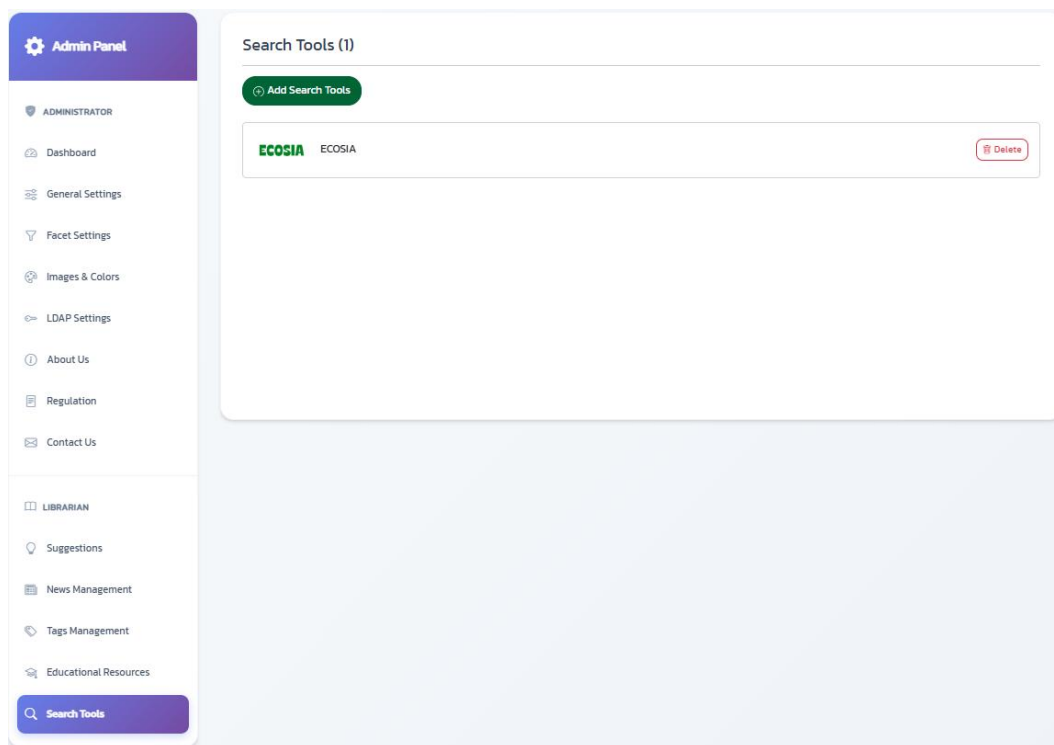 Admin Panel
ADMINISTRATOR
Dashboard
General Settings
Facet Settings
Images & Colors
LDAP Settings
About Us
Regulation
Contact Us
LIBRARIAN
Suggestions
News Management
Tags Management
Educational Resources
Search Tools
Search Tools (1)
Add Search Tools
ECOSIA ECOSIA Delete